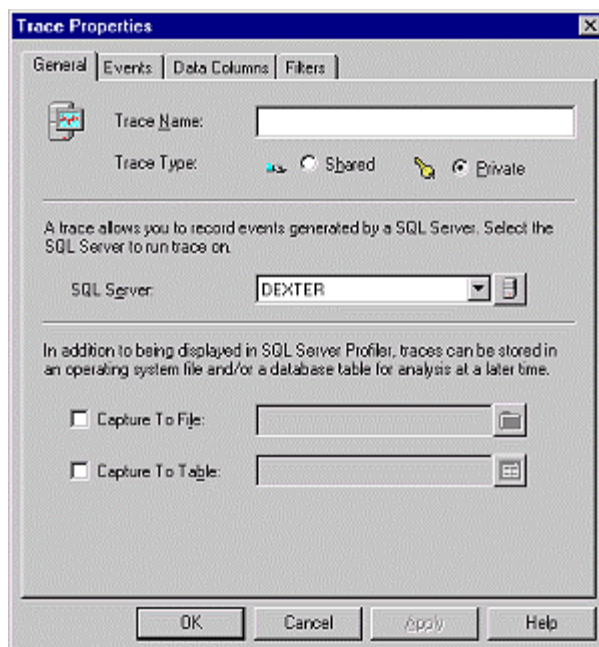 Trace Properties
General Events Data Columns Filters
Trace Name:
Trace Type: Shared Private
A trace allows you to record events generated by a SQL Server. Select the
SQL Server to run trace on.
SQL Server: DEXTER
In addition to being displayed in SQL Server Profiler, traces can be stored in
an operating system file and/or a database table for analysis at a later time.
Capture To File:
Capture To Table:
OK Cancel Apply Help